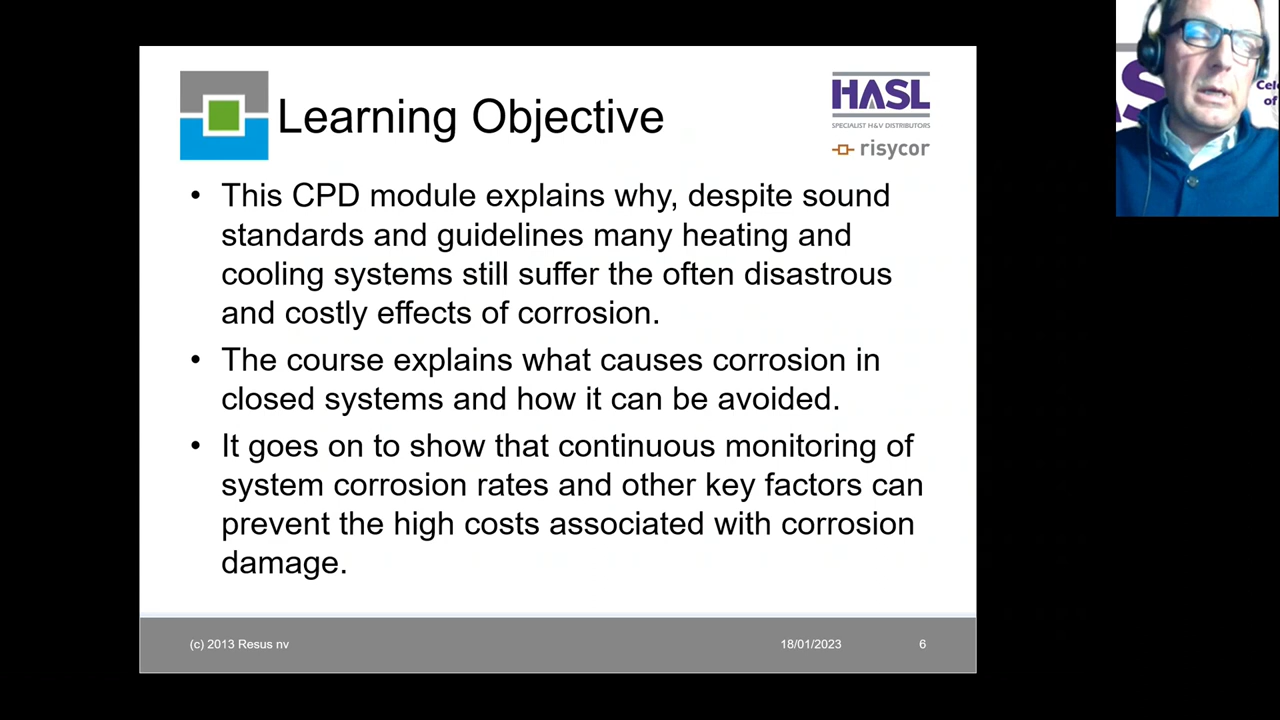 Learning Objective
HASL
SPECIALIST H&V DISTRIBUTORS
risycor
• This CPD module explains why, despite sound
standards and guidelines many heating and
cooling systems still suffer the often disastrous
and costly effects of corrosion.
• The course explains what causes corrosion in
closed systems and how it can be avoided.
• It goes on to show that continuous monitoring of
system corrosion rates and other key factors can
prevent the high costs associated with corrosion
damage.
(c) 2013 Resus nv
18/01/2023
6
of